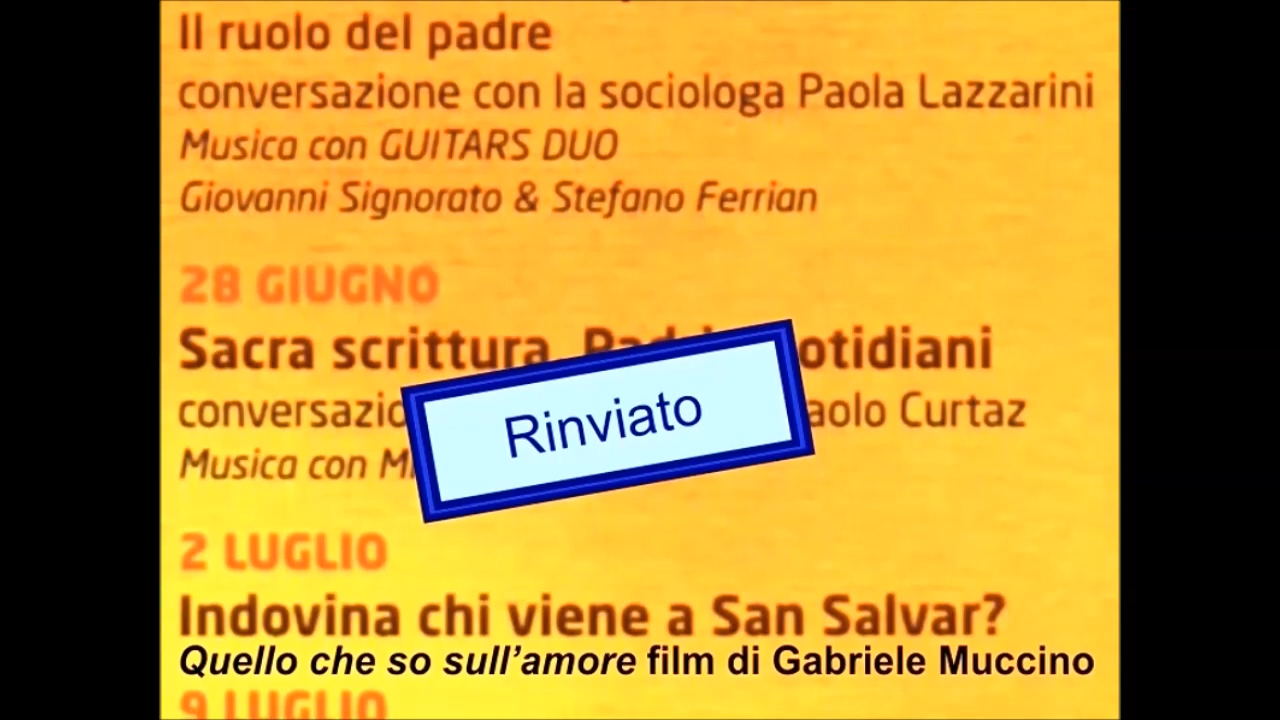 Il ruolo del padre
conversazione con la sociologa Paola Lazzarini
Musica con GUITARS DUO
Giovanni Signorato & Stefano Ferrian
28 GIUGNO
Sacra scrittura
otidiani
Rinviato
Curtaz
Musica con
2 LUGLIO
Indovina chi viene a San Salvar?
Quello che so sull'amore film di Gabriele Muccino
9 LUGLIO